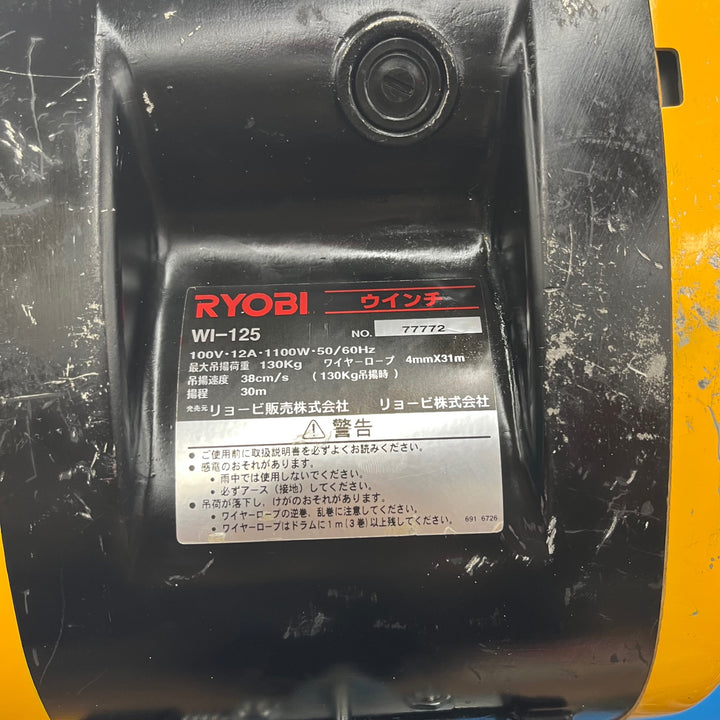 RYOBI ウインチ
WI-125 NO. 77772
100V・12A・1100W・50/60Hz
最大吊揚荷重 130Kg ワイヤーロープ 4mmX31m
吊揚速度 38cm/s (130Kg吊揚時)
揚程 30m
発売元 リョービ販売株式会社 リョービ株式会社
⚠警告
● ご使用前に取扱説明書を必ずよくお読みください。
● 感電のおそれがあります。
・雨中では使用しないでください。
・必ずアース(接地)してください。
● 吊荷が落下し、けがのおそれがあります。
・ワイヤーロープの逆巻、乱巻に注意してください。
・ワイヤーロープはドラムに1m(3巻)以上残してください。
691 6726